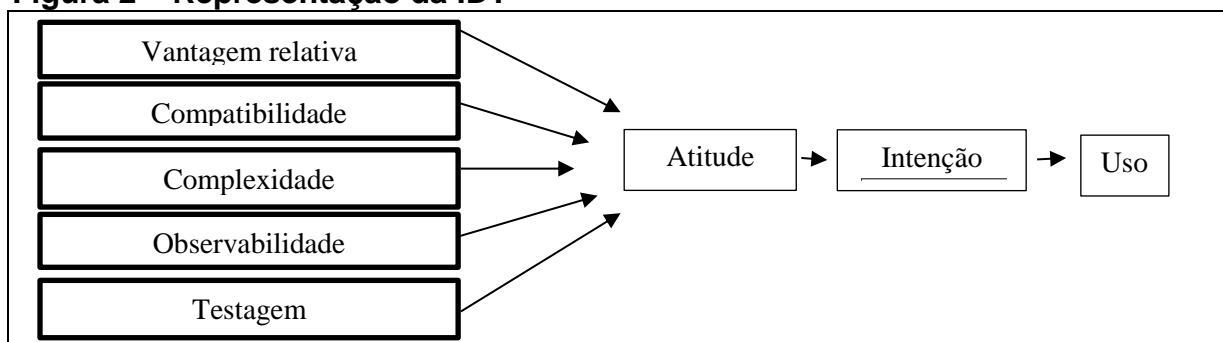 Figura 2 – Representação da IDT
Vantagem relativa
Compatibilidade
Complexidade
Observabilidade
Testagem
Atitude
Intenção
Uso